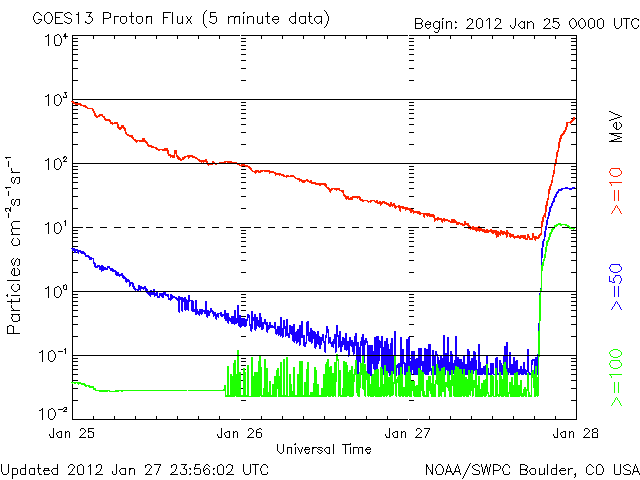 GOES13 Proton Flux (5 minute data)
Begin: 2012 Jan 25 0000 UTC
10⁴
10³
10²
10¹
10⁰
10⁻¹
10⁻²
Particles cm⁻²s⁻¹sr⁻¹
MeV
>=10
>=50
>=100
Jan 25
Jan 26
Jan 27
Jan 28
Universal Time
Updated 2012 Jan 27 23:56:02 UTC
NOAA/SWPC Boulder, CO USA